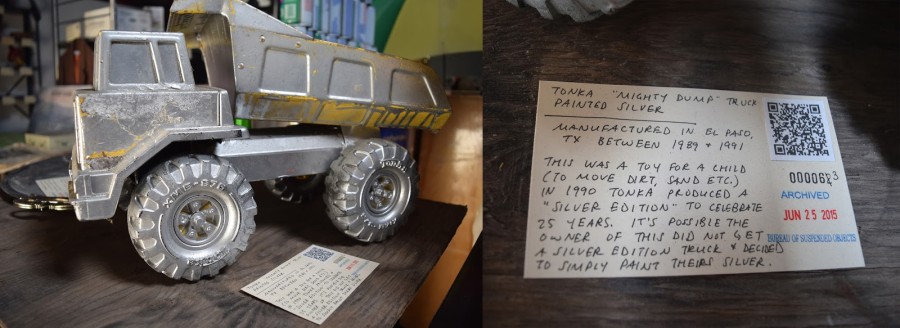 XMB-975
Tonka
TONKA "MIGHTY DUMP" TRUCK
PAINTED SILVER
MANUFACTURED IN EL PASO,
TX BETWEEN 1989 & 1991
THIS WAS A TOY FOR A CHILD
(TO MOVE DIRT, SAND ETC.)
IN 1990 TONKA PRODUCED A
"SILVER EDITION" TO CELEBRATE
25 YEARS. IT'S POSSIBLE THE
OWNER OF THIS DID NOT GET
A SILVER EDITION TRUCK & DECIDED
TO SIMPLY PAINT THEIRS SILVER.
ARCHIVED
JUN 25 2015
BUREAU OF SUSPENDED OBJECTS